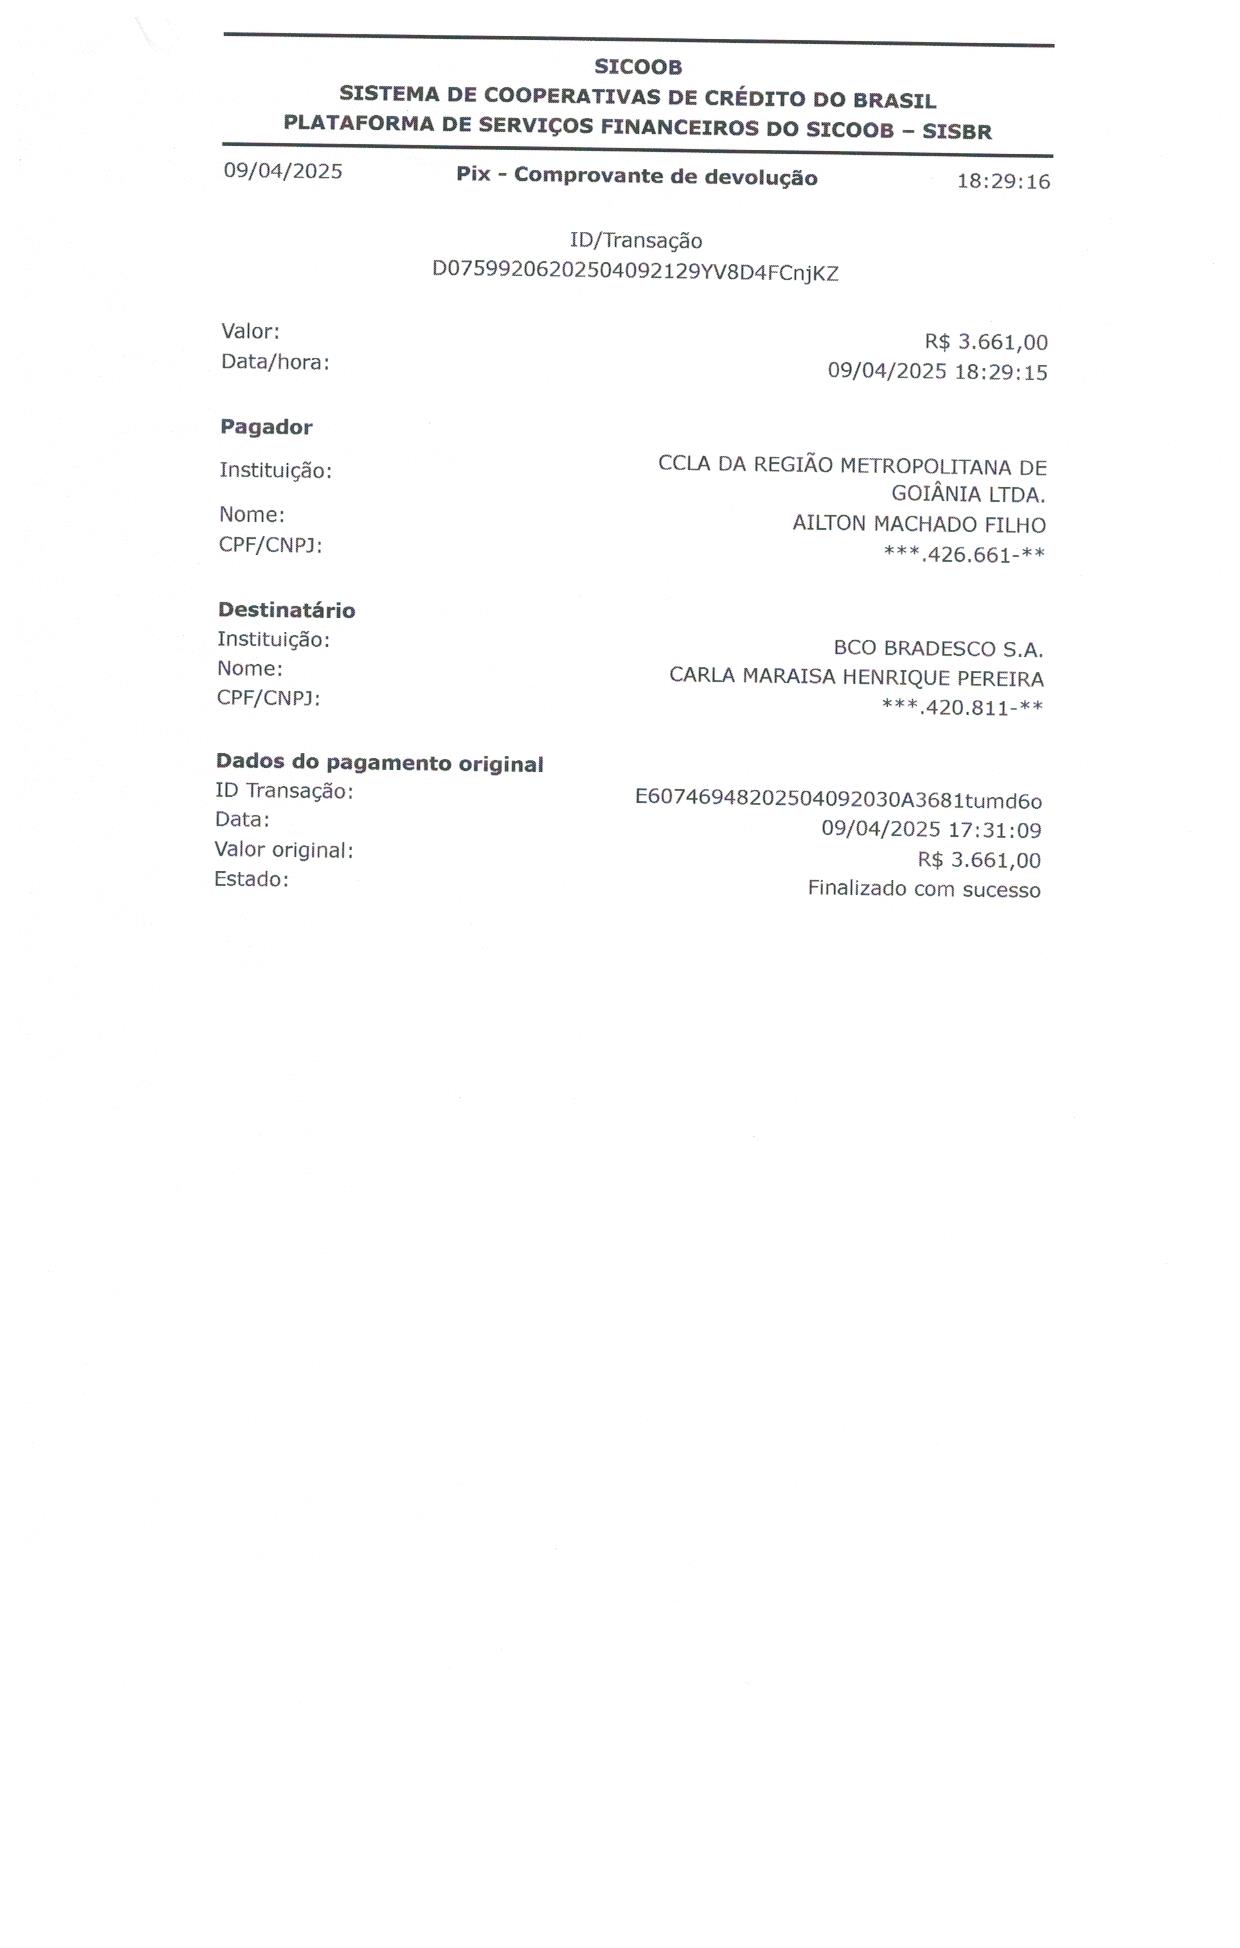 SICOOB
SISTEMA DE COOPERATIVAS DE CRÉDITO DO BRASIL
PLATAFORMA DE SERVIÇOS FINANCEIROS DO SICOOB – SISBR
09/04/2025 Pix - Comprovante de devolução 18:29:16
ID/Transação
D07599206202504092129YV8D4FCnjKZ
Valor: R$ 3.661,00
Data/hora: 09/04/2025 18:29:15
Pagador
Instituição: CCLA DA REGIÃO METROPOLITANA DE
GOIÂNIA LTDA.
Nome: AILTON MACHADO FILHO
CPF/CNPJ: ***.426.661-**
Destinatário
Instituição: BCO BRADESCO S.A.
Nome: CARLA MARAISA HENRIQUE PEREIRA
CPF/CNPJ: ***.420.811-**
Dados do pagamento original
ID Transação: E60746948202504092030A3681tumd6o
Data: 09/04/2025 17:31:09
Valor original: R$ 3.661,00
Estado: Finalizado com sucesso